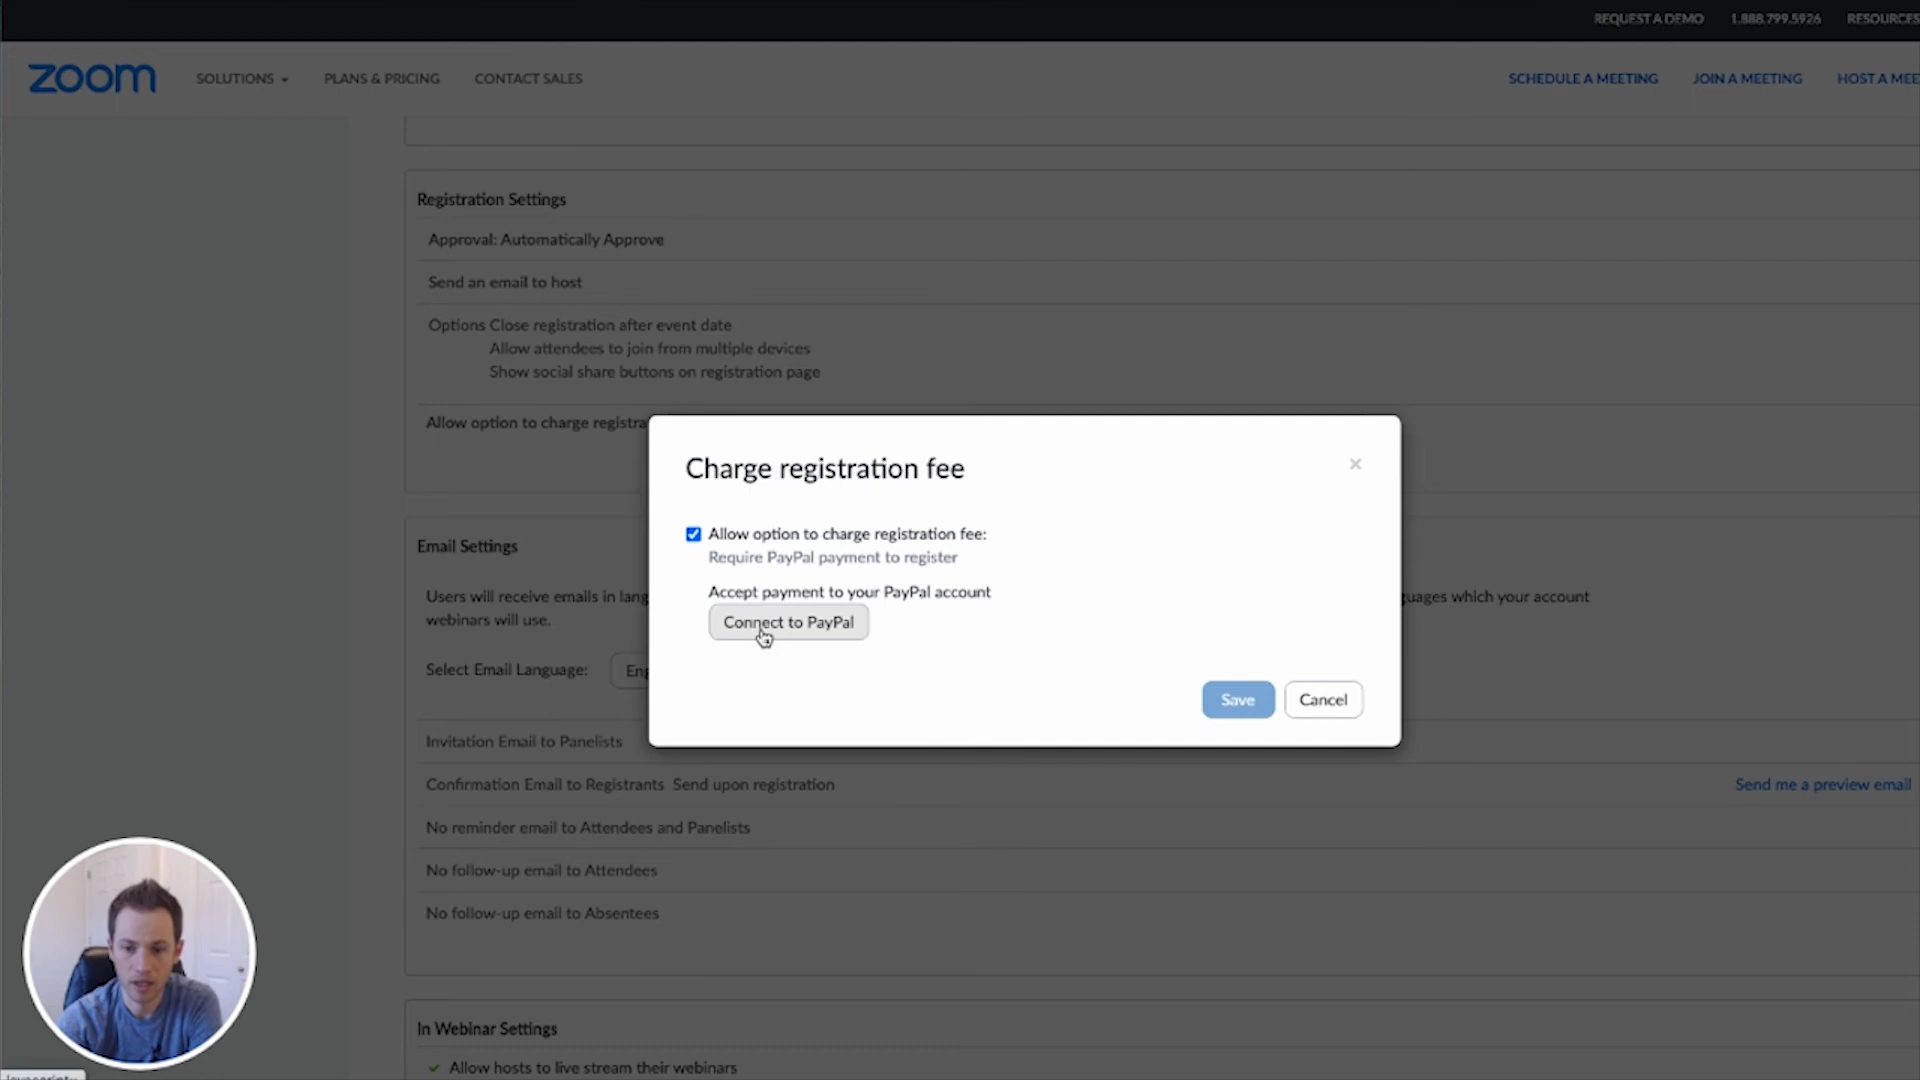 REQUEST A DEMO 1.888.799.5926 RESOURCES
zoom SOLUTIONS PLANS & PRICING CONTACT SALES SCHEDULE A MEETING JOIN A MEETING HOST A MEE
Registration Settings
Approval: Automatically Approve
Send an email to host
Options Close registration after event date
Allow attendees to join from multiple devices
Show social share buttons on registration page
Allow option to charge registra
Charge registration fee
×
Allow option to charge registration fee:
Require PayPal payment to register
Accept payment to your PayPal account
Connect to PayPal
Save Cancel
Email Settings
Users will receive emails in lang guages which your account
webinars will use.
Select Email Language: Eng
Invitation Email to Panelists
Confirmation Email to Registrants Send upon registration Send me a preview email
No reminder email to Attendees and Panelists
No follow-up email to Attendees
No follow-up email to Absentees
In Webinar Settings
Allow hosts to live stream their webinars